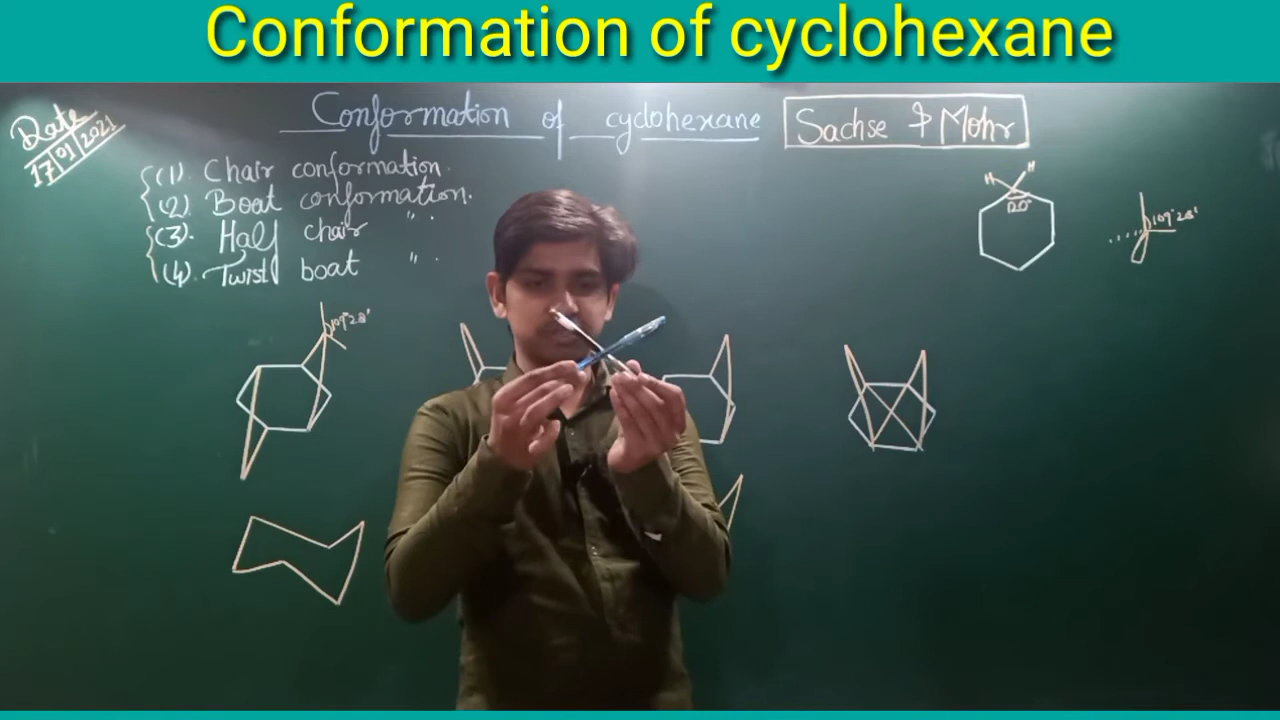 Conformation of cyclohexane
Date
17/01/2021
Conformation of cyclohexane
Sachse & Mohr
(1). Chair conformation.
(2). Boat conformation.
(3). Half chair " .
(4). Twist boat " .
H H
120°
109°28'
109°28'